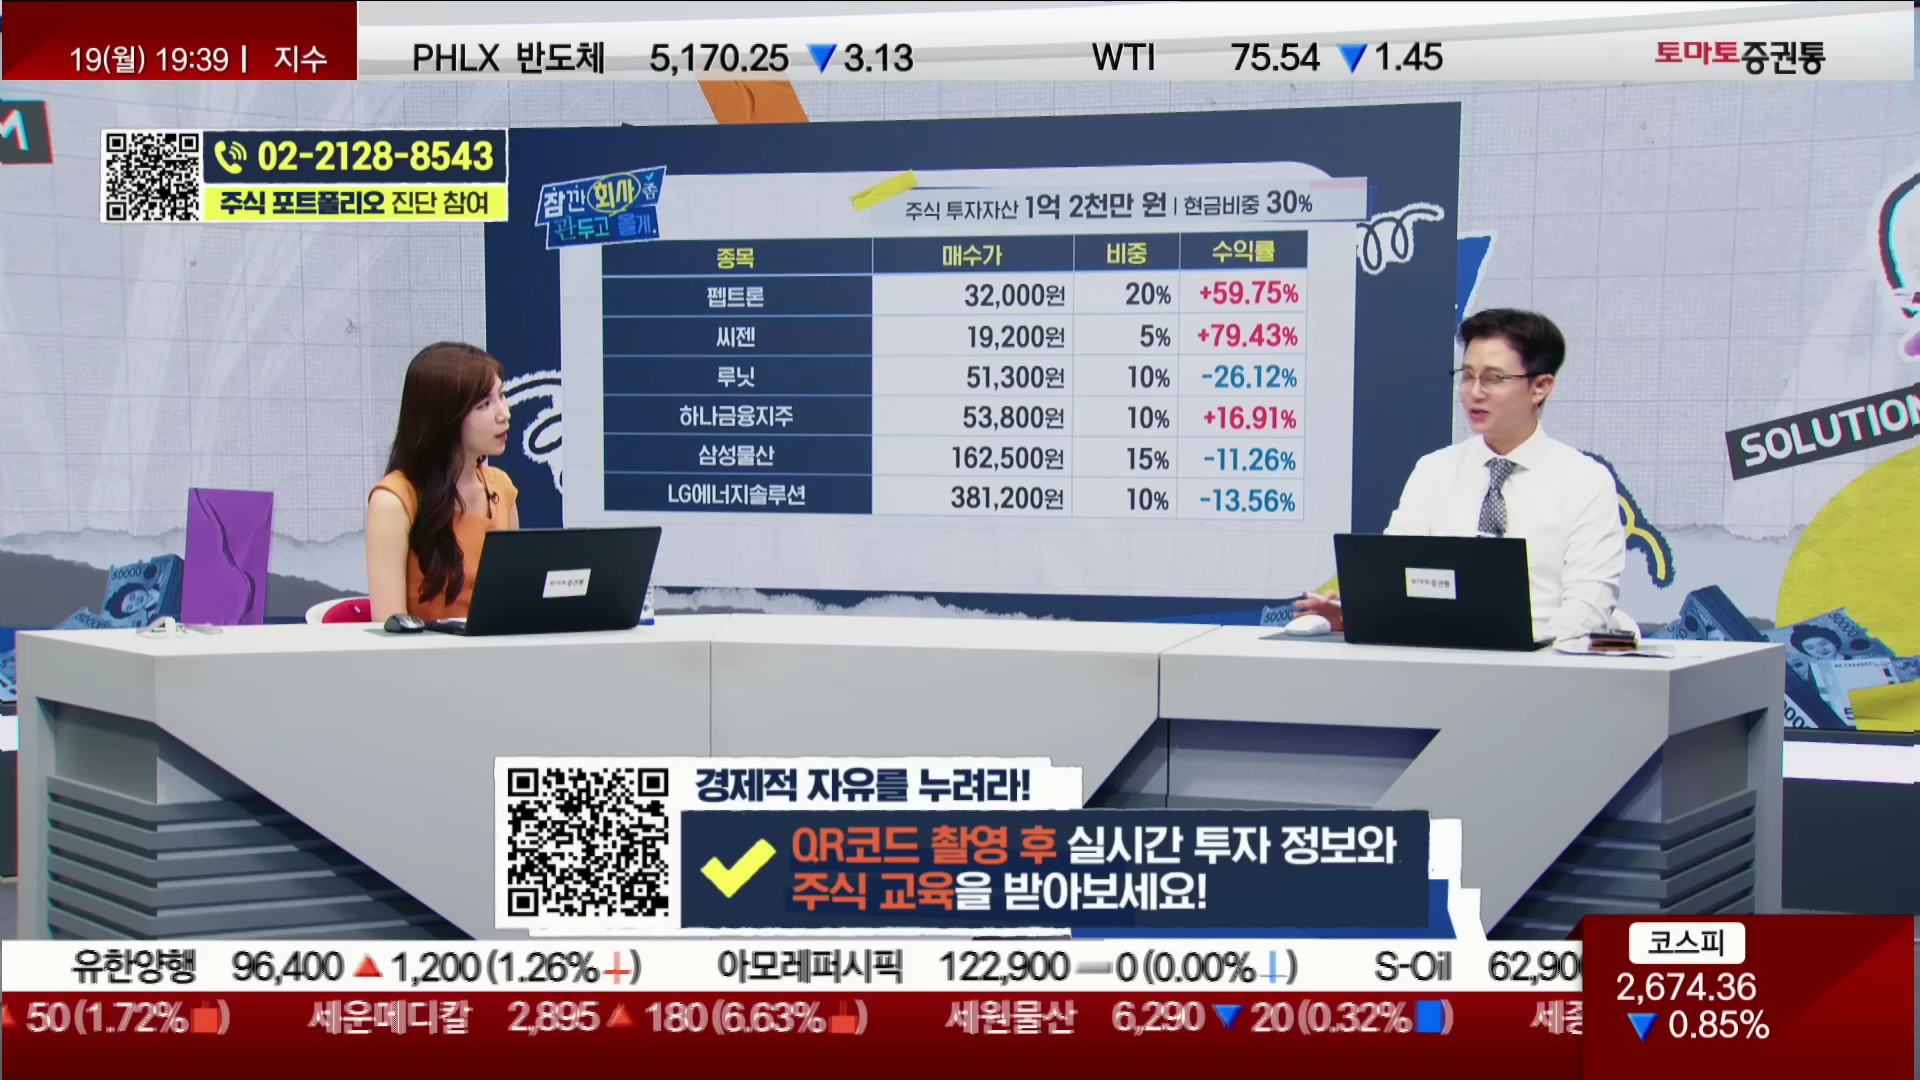 19(월) 19:39 | 지수 PHLX 반도체 5,170.25 ▼3.13 WTI 75.54 ▼1.45 토마토증권통
M
02-2128-8543
주식 포트폴리오 진단 참여
잠깐 회사 좀
관두고 올게.
주식 투자자산 1억 2천만 원 | 현금비중 30%
종목 매수가 비중 수익률
펩트론 32,000원 20% +59.75%
씨젠 19,200원 5% +79.43%
루닛 51,300원 10% -26.12%
하나금융지주 53,800원 10% +16.91%
삼성물산 162,500원 15% -11.26%
LG에너지솔루션 381,200원 10% -13.56%
SOLUTION
50000
50000
50000
50000
경제적 자유를 누려라!
QR코드 촬영 후 실시간 투자 정보와
주식 교육을 받아보세요!
유한양행 96,400 ▲1,200(1.26%) 아모레퍼시픽 122,900 0(0.00%) S-Oil 62,900
50(1.72%) 세운메디칼 2,895 ▲180(6.63%) 세원물산 6,290 ▼20(0.32%) 세종
코스피
2,674.36
▼0.85%